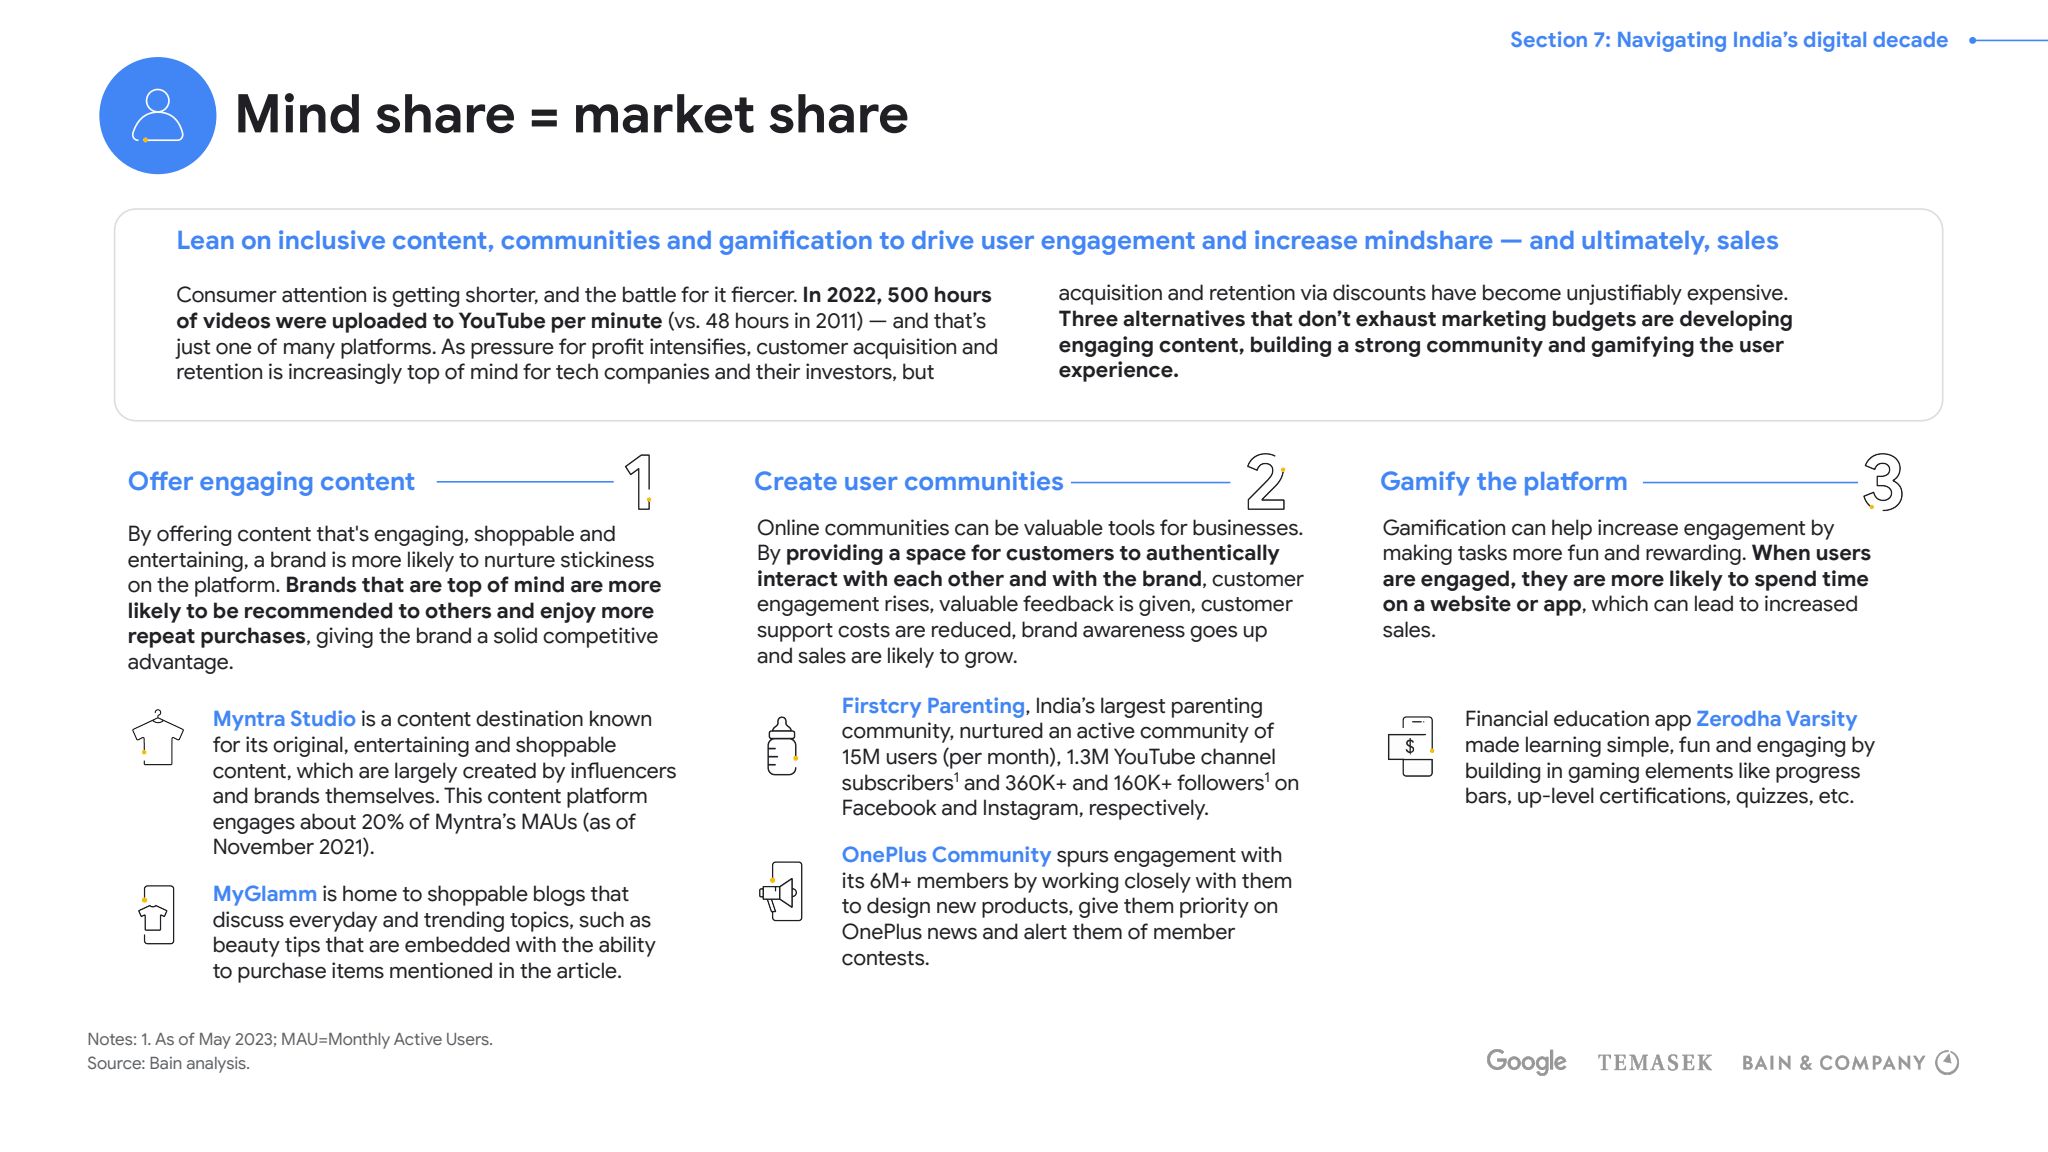 Section 7: Navigating India's digital decade
Mind share = market share
Lean on inclusive content, communities and gamification to drive user engagement and increase mindshare — and ultimately, sales
Consumer attention is getting shorter, and the battle for it fiercer. In 2022, 500 hours
of videos were uploaded to YouTube per minute (vs. 48 hours in 2011) — and that's
just one of many platforms. As pressure for profit intensifies, customer acquisition and
retention is increasingly top of mind for tech companies and their investors, but
acquisition and retention via discounts have become unjustifiably expensive.
Three alternatives that don't exhaust marketing budgets are developing
engaging content, building a strong community and gamifying the user
experience.
Offer engaging content 1
By offering content that's engaging, shoppable and
entertaining, a brand is more likely to nurture stickiness
on the platform. Brands that are top of mind are more
likely to be recommended to others and enjoy more
repeat purchases, giving the brand a solid competitive
advantage.
Myntra Studio is a content destination known
for its original, entertaining and shoppable
content, which are largely created by influencers
and brands themselves. This content platform
engages about 20% of Myntra's MAUs (as of
November 2021).
MyGlamm is home to shoppable blogs that
discuss everyday and trending topics, such as
beauty tips that are embedded with the ability
to purchase items mentioned in the article.
Create user communities 2
Online communities can be valuable tools for businesses.
By providing a space for customers to authentically
interact with each other and with the brand, customer
engagement rises, valuable feedback is given, customer
support costs are reduced, brand awareness goes up
and sales are likely to grow.
Firstcry Parenting, India's largest parenting
community, nurtured an active community of
15M users (per month), 1.3M YouTube channel
subscribers¹ and 360K+ and 160K+ followers¹ on
Facebook and Instagram, respectively.
OnePlus Community spurs engagement with
its 6M+ members by working closely with them
to design new products, give them priority on
OnePlus news and alert them of member
contests.
Gamify the platform 3
Gamification can help increase engagement by
making tasks more fun and rewarding. When users
are engaged, they are more likely to spend time
on a website or app, which can lead to increased
sales.
$
Financial education app Zerodha Varsity
made learning simple, fun and engaging by
building in gaming elements like progress
bars, up-level certifications, quizzes, etc.
Notes: 1. As of May 2023; MAU=Monthly Active Users.
Source: Bain analysis.
Google TEMASEK BAIN & COMPANY